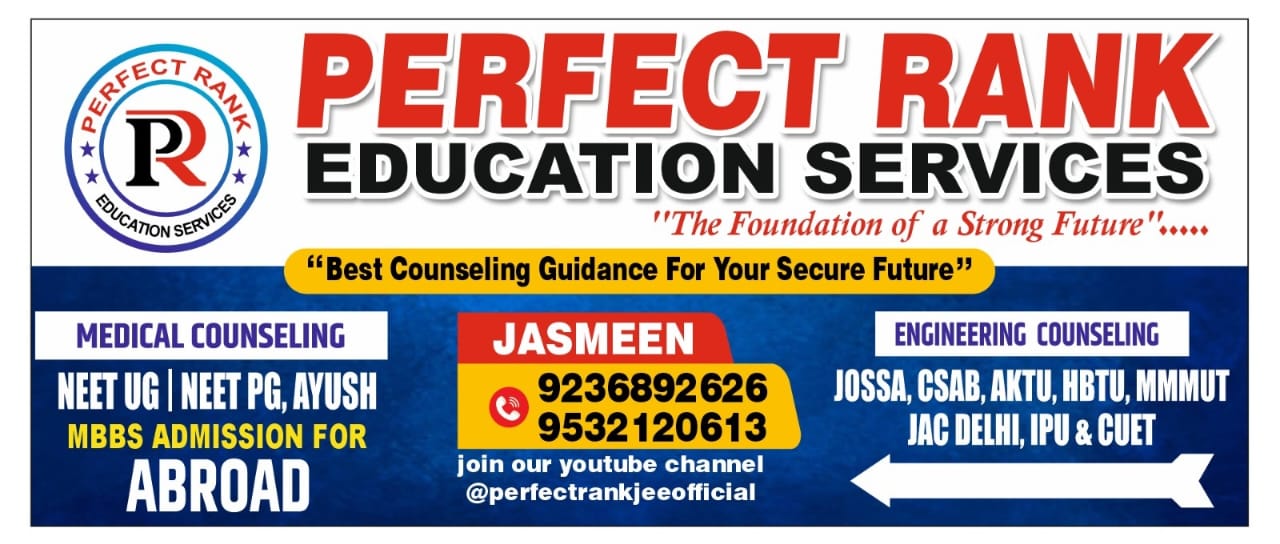 PERFECT RANK
PR
EDUCATION SERVICES
PERFECT RANK
EDUCATION SERVICES
"The Foundation of a Strong Future".....
“Best Counseling Guidance For Your Secure Future”
MEDICAL COUNSELING
NEET UG | NEET PG, AYUSH
MBBS ADMISSION FOR
ABROAD
JASMEEN
9236892626
9532120613
join our youtube channel
@perfectrankjeeofficial
ENGINEERING COUNSELING
JOSSA, CSAB, AKTU, HBTU, MMMUT
JAC DELHI, IPU & CUET